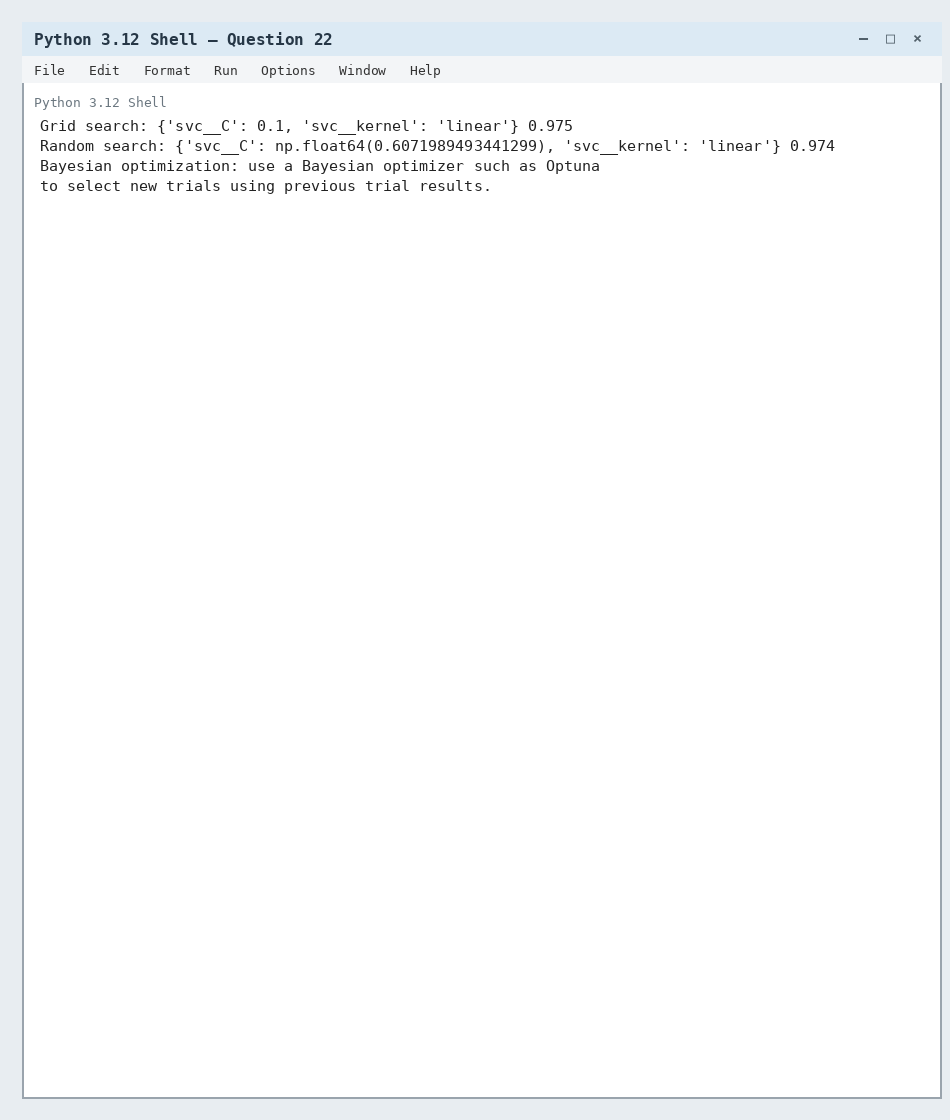 Python 3.12 Shell — Question 22
— □ ×
File Edit Format Run Options Window Help
Python 3.12 Shell
Grid search: {'svc__C': 0.1, 'svc__kernel': 'linear'} 0.975
Random search: {'svc__C': np.float64(0.6071989493441299), 'svc__kernel': 'linear'} 0.974
Bayesian optimization: use a Bayesian optimizer such as Optuna
to select new trials using previous trial results.